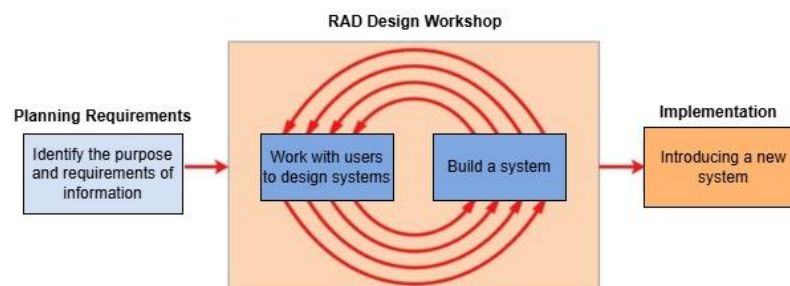 RAD Design Workshop
Planning Requirements
Identify the purpose
and requirements of
information
Work with users
to design systems
Build a system
Implementation
Introducing a new
system